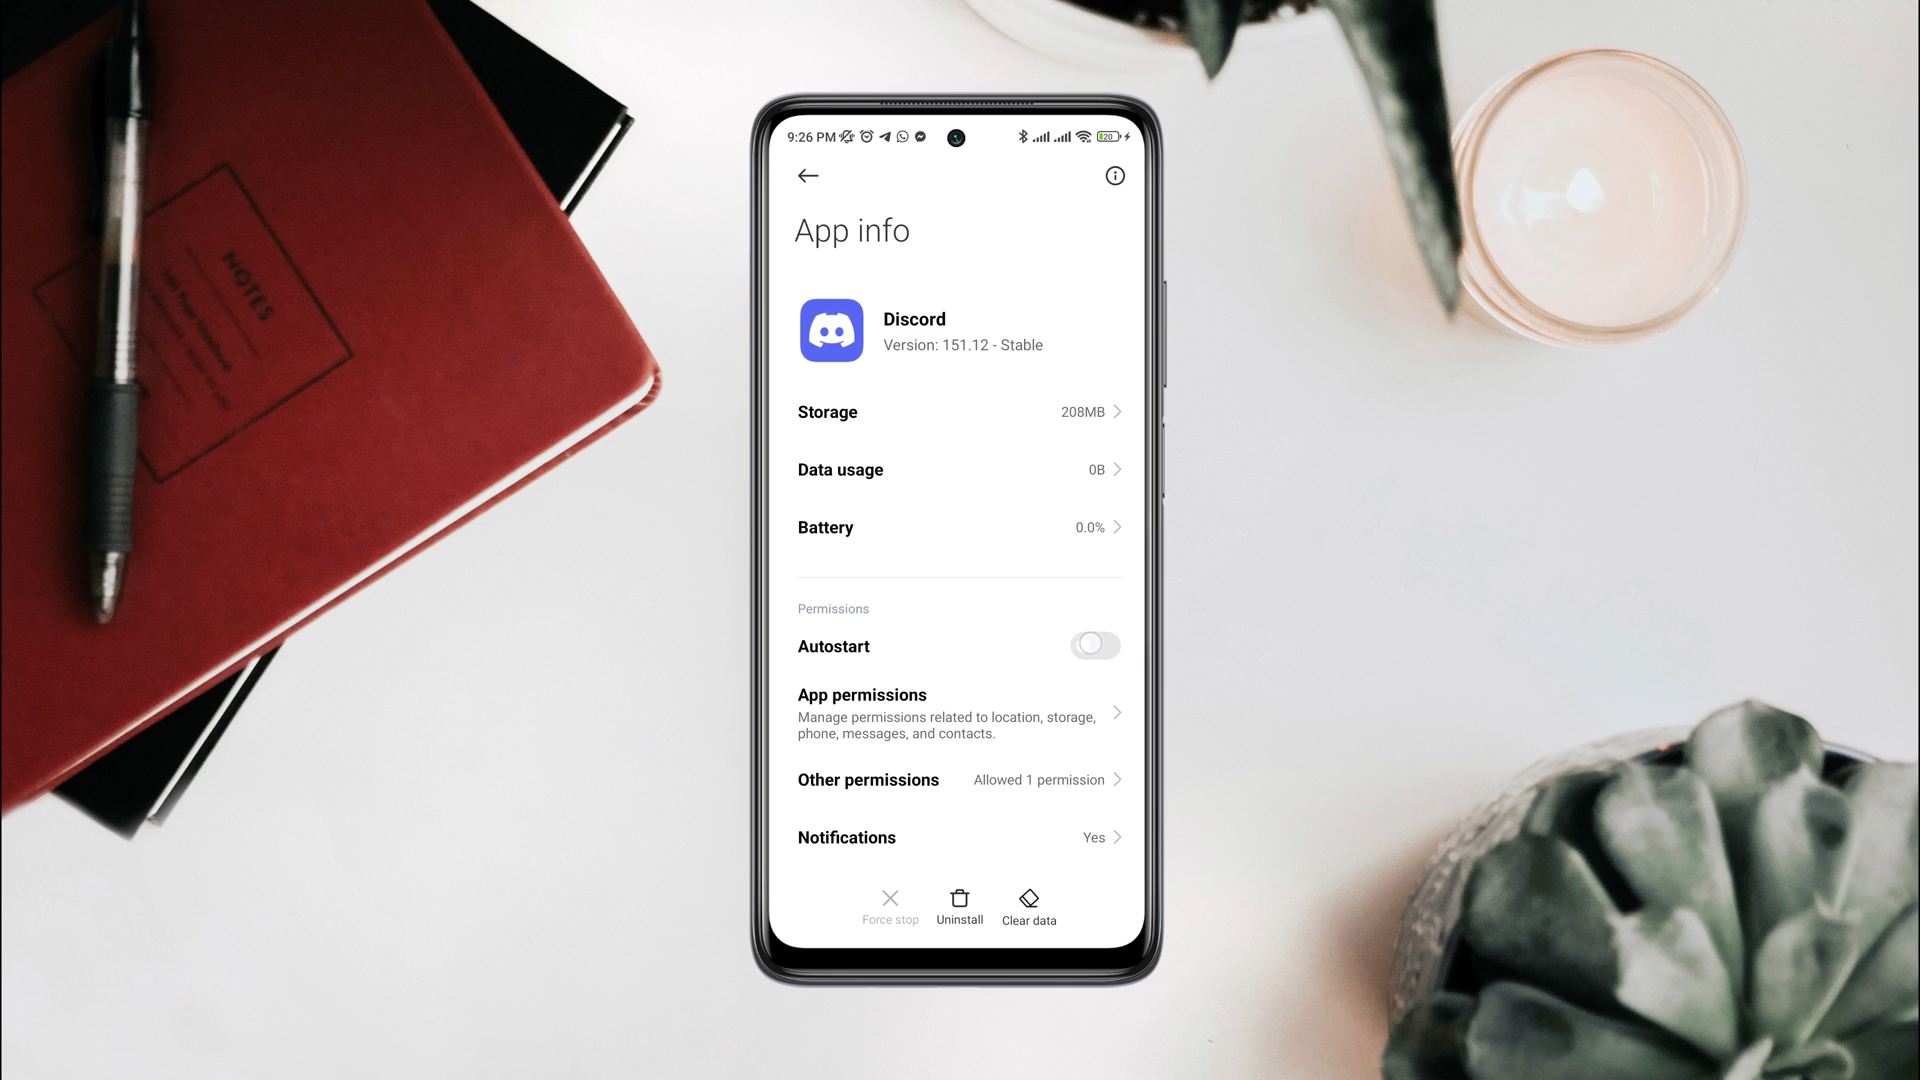 NOTES
9:26 PM
20
App info
Discord
Version: 151.12 - Stable
Storage 208MB
Data usage 0B
Battery 0.0%
Permissions
Autostart
App permissions
Manage permissions related to location, storage,
phone, messages, and contacts.
Other permissions Allowed 1 permission
Notifications Yes
Force stop Uninstall Clear data